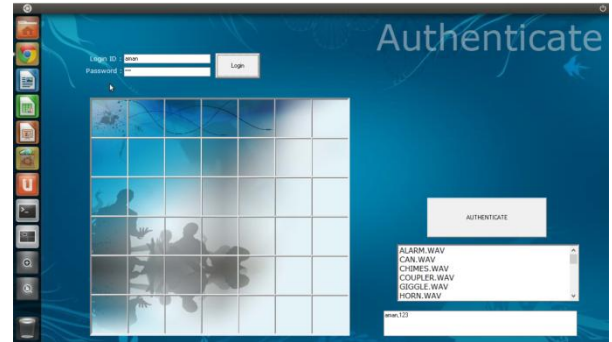 Authenticate
Login ID : aman
Password :
Login
AUTHENTICATE
ALARM.WAV
CAN.WAV
CHIMES.WAV
COUPLER.WAV
GIGGLE.WAV
HORN.WAV
aman.123